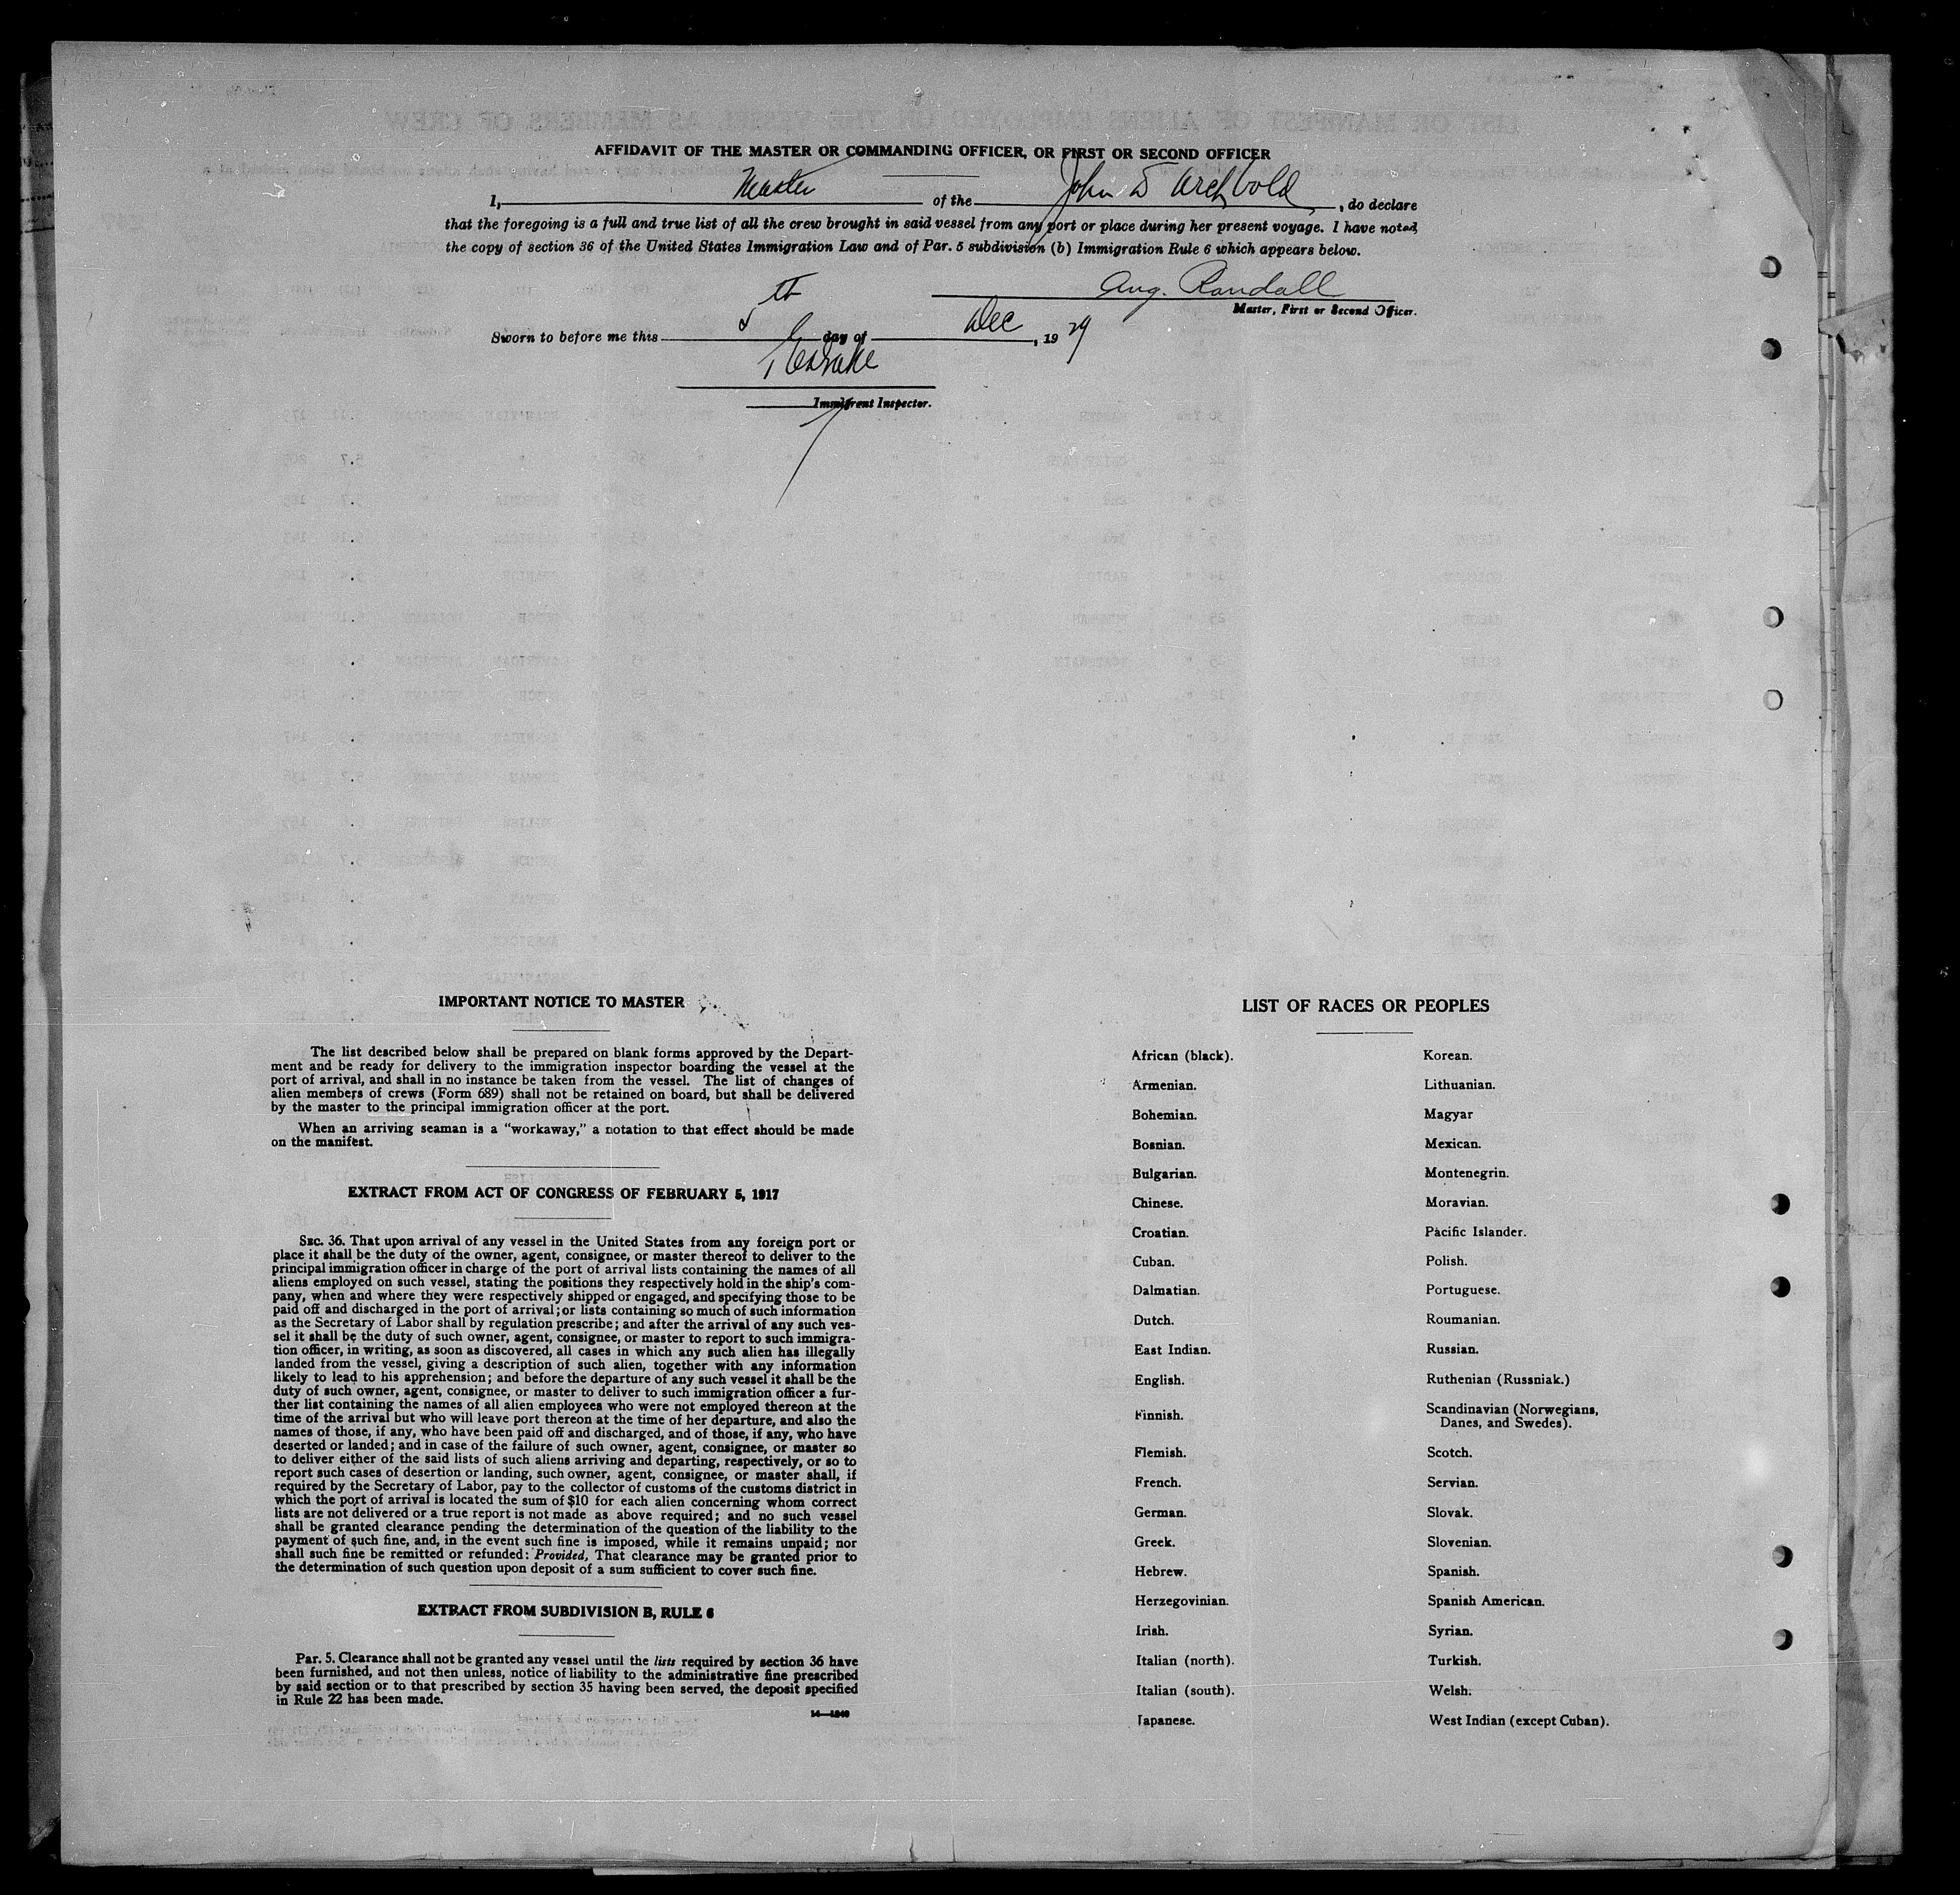 AFFIDAVIT OF THE MASTER OR COMMANDING OFFICER, OR FIRST OR SECOND OFFICER
I, Master of the John D Archbold, do declare
that the foregoing is a full and true list of all the crew brought in said vessel from any port or place during her present voyage. I have noted
the copy of section 36 of the United States Immigration Law and of Par. 5 subdivision (b) Immigration Rule 6 which appears below.
Aug. Randall
Master, First or Second Officer.
Sworn to before me this 5th day of Dec, 1929
Immigrant Inspector.
IMPORTANT NOTICE TO MASTER
The list described below shall be prepared on blank forms approved by the Depart-
ment and be ready for delivery to the immigration inspector boarding the vessel at the
port of arrival, and shall in no instance be taken from the vessel. The list of changes of
alien members of crews (Form 689) shall not be retained on board, but shall be delivered
by the master to the principal immigration officer at the port.
When an arriving seaman is a "workaway," a notation to that effect should be made
on the manifest.
EXTRACT FROM ACT OF CONGRESS OF FEBRUARY 5, 1917
SEC. 36. That upon arrival of any vessel in the United States from any foreign port or
place it shall be the duty of the owner, agent, consignee, or master thereof to deliver to the
principal immigration officer in charge of the port of arrival lists containing the names of all
aliens employed on such vessel, stating the positions they respectively hold in the ship's com-
pany, when and where they were respectively shipped or engaged, and specifying those to be
paid off and discharged in the port of arrival; or lists containing so much of such information
as the Secretary of Labor shall by regulation prescribe; and after the arrival of any such ves-
sel it shall be the duty of such owner, agent, consignee, or master to report to such immigra-
tion officer, in writing, as soon as discovered, all cases in which any such alien has illegally
landed from the vessel, giving a description of such alien, together with any information
likely to lead to his apprehension; and before the departure of any such vessel it shall be the
duty of such owner, agent, consignee, or master to deliver to such immigration officer a fur-
ther list containing the names of all alien employees who were not employed thereon at the
time of the arrival but who will leave port thereon at the time of her departure, and also the
names of those, if any, who have been paid off and discharged, and of those, if any, who have
deserted or landed; and in case of the failure of such owner, agent, consignee, or master so
to deliver either of the said lists of such aliens arriving and departing, respectively, or so to
report such cases of desertion or landing, such owner, agent, consignee, or master shall, if
required by the Secretary of Labor, pay to the collector of customs of the customs district in
which the port of arrival is located the sum of $10 for each alien concerning whom correct
lists are not delivered or a true report is not made as above required; and no such vessel
shall be granted clearance pending the determination of the question of the liability to the
payment of such fine, and, in the event such fine is imposed, while it remains unpaid; nor
shall such fine be remitted or refunded: Provided, That clearance may be granted prior to
the determination of such question upon deposit of a sum sufficient to cover such fine.
EXTRACT FROM SUBDIVISION B, RULE 6
Par. 5. Clearance shall not be granted any vessel until the lists required by section 36 have
been furnished, and not then unless, notice of liability to the administrative fine prescribed
by said section or to that prescribed by section 35 having been served, the deposit specified
in Rule 22 has been made.
LIST OF RACES OR PEOPLES
African (black).
Armenian.
Bohemian.
Bosnian.
Bulgarian.
Chinese.
Croatian.
Cuban.
Dalmatian.
Dutch.
East Indian.
English.
Finnish.
Flemish.
French.
German.
Greek.
Hebrew.
Herzegovinian.
Irish.
Italian (north).
Italian (south).
Japanese.
Korean.
Lithuanian.
Magyar
Mexican.
Montenegrin.
Moravian.
Pacific Islander.
Polish.
Portuguese.
Roumanian.
Russian.
Ruthenian (Russniak.)
Scandinavian (Norwegians,
Danes, and Swedes).
Scotch.
Servian.
Slovak.
Slovenian.
Spanish.
Spanish American.
Syrian.
Turkish.
Welsh.
West Indian (except Cuban).